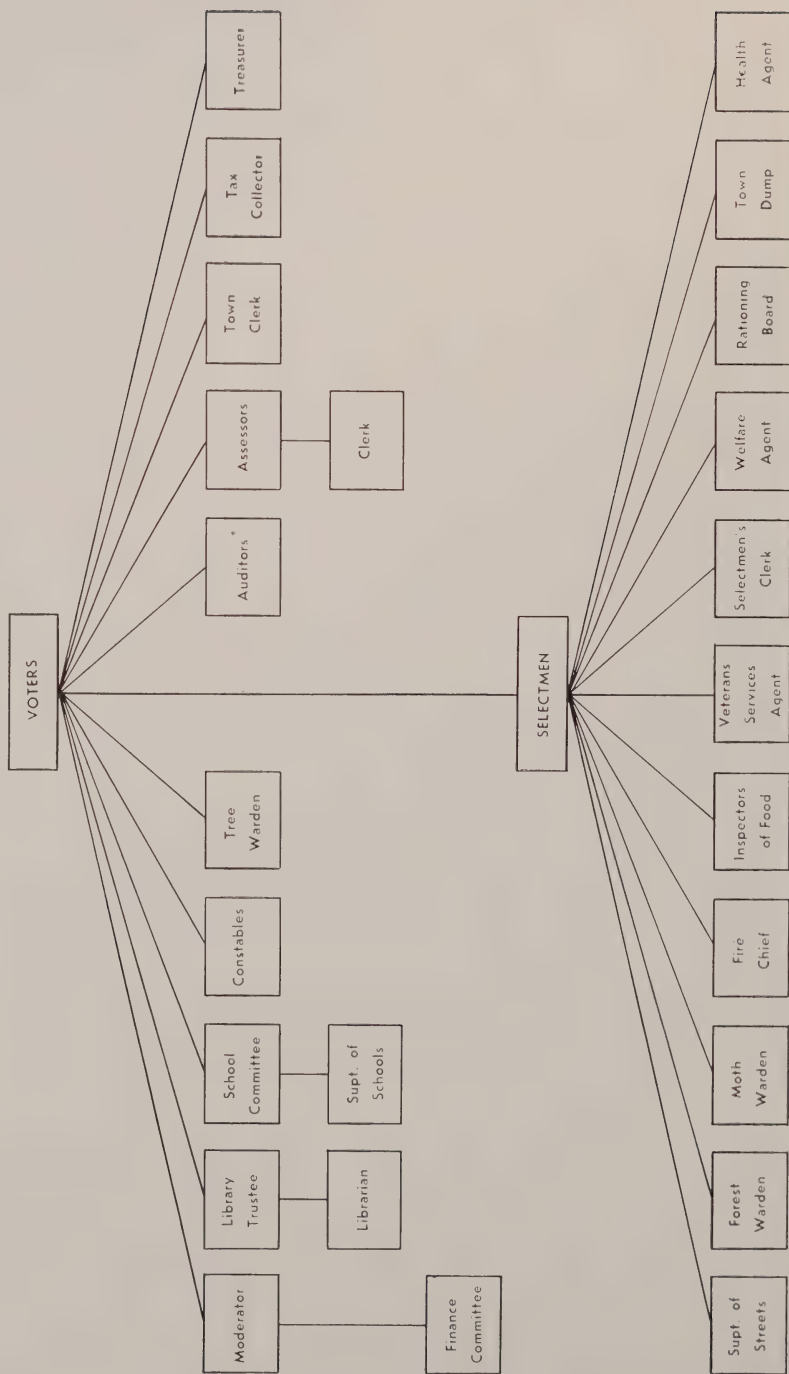 VOTERS
Moderator
Library
Trustee
School
Committee
Constables
Tree
Warden
Auditors*
Assessors
Town
Clerk
Tax
Collector
Treasurer
Librarian
Supt. of
Schools
Clerk
Finance
Committee
SELECTMEN
Supt. of
Streets
Forest
Warden
Moth
Warden
Fire
Chief
Inspectors
of Food
Veterans
Services
Agent
Selectmen's
Clerk
Welfare
Agent
Rationing
Board
Town
Dump
Health
Agent